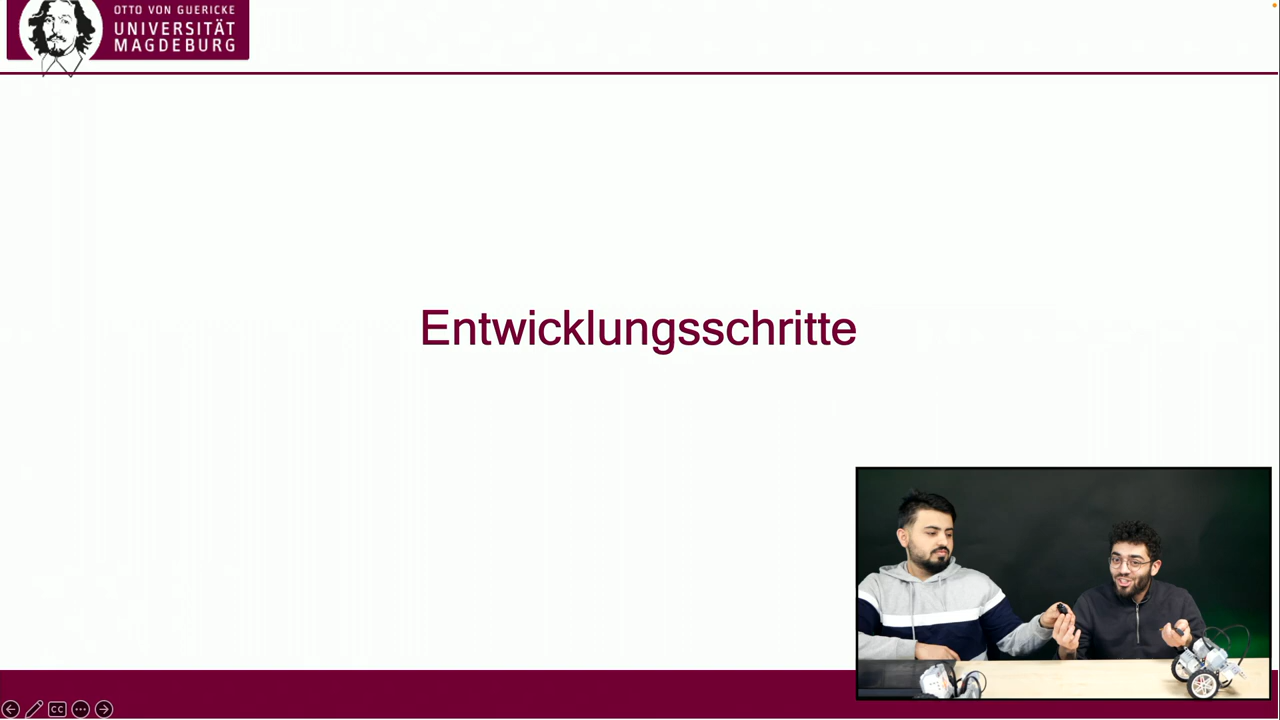 OTTO VON GUERICKE
UNIVERSITÄT
MAGDEBURG
Entwicklungsschritte
CC